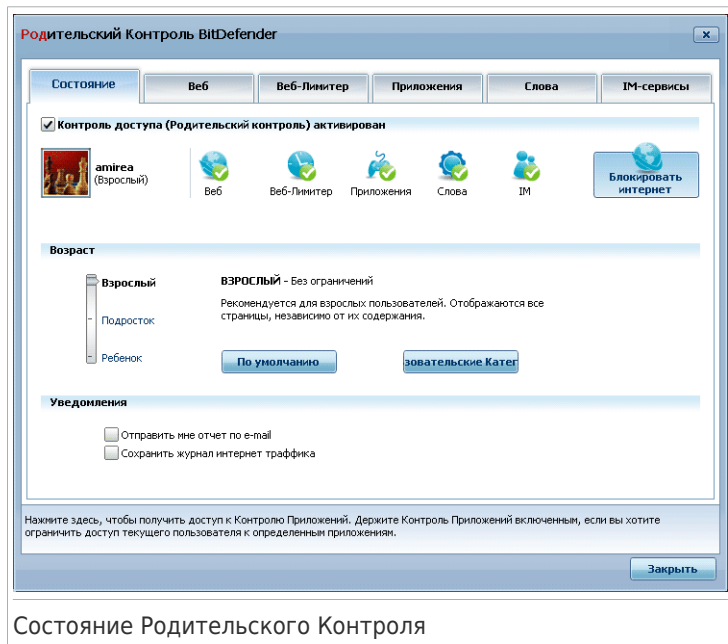 Родительский Контроль BitDefender
Состояние
Веб
Веб-Лимитер
Приложения
Слова
IM-сервисы
Контроль доступа (Родительский контроль) активирован
amirea
(Взрослый)
Веб
Веб-Лимитер
Приложения
Слова
IM
Блокировать
интернет
Возраст
Взрослый
Подросток
Ребенок
ВЗРОСЛЫЙ - Без ограничений
Рекомендуется для взрослых пользователей. Отображаются все
страницы, независимо от их содержания.
По умолчанию
зовательские Катег
Уведомления
Отправить мне отчет по e-mail
Сохранить журнал интернет траффика
Нажмите здесь, чтобы получить доступ к Контролю Приложений. Держите Контроль Приложений включенным, если вы хотите
ограничить доступ текущего пользователя к определенным приложениям.
Закрыть
Состояние Родительского Контроля